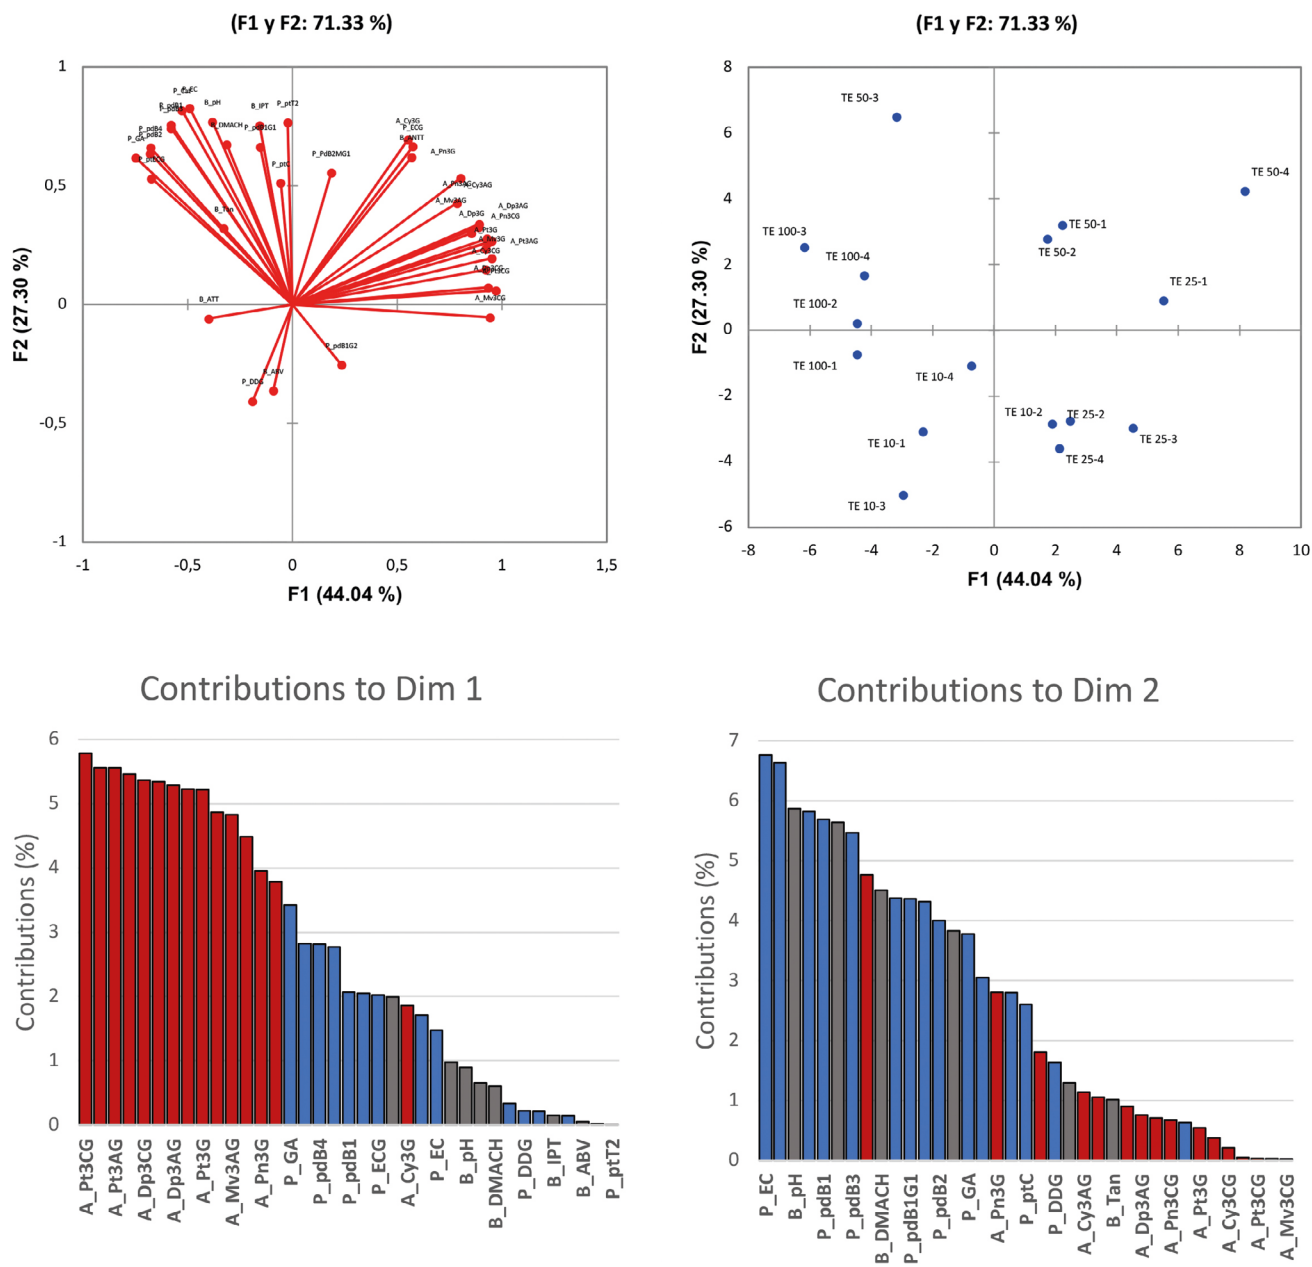 (F1 y F2: 71.33 %)
1
0,5
0
-0,5
-1
-1
-0,5
0
0,5
1
1,5
F2 (27.30 %)
F1 (44.04 %)
P_EC
B_pH
B_IPT
P_ptT2
P_pdB4
P_GA
B_DMACH
P_pdB1G1
P_ptC
P_PdB2MG1
B_Tan
A_Cy3G
P_ECG
B_ANTT
A_Pn3G
A_Cy3AG
A_Mv3AG
A_Dp3AG
A_Dp3G
A_Pn3CG
A_Pt3G
A_Pt3AG
A_Cy3CG
A_Mv3CG
B_ATT
P_pdB1G2
P_DDG
(F1 y F2: 71.33 %)
8
6
4
2
0
-2
-4
-6
-8
-6
-4
-2
0
2
4
6
8
10
F2 (27.30 %)
F1 (44.04 %)
TE 50-3
TE 50-4
TE 50-1
TE 50-2
TE 100-3
TE 100-4
TE 25-1
TE 100-2
TE 100-1
TE 10-4
TE 10-2
TE 25-2
TE 10-1
TE 25-3
TE 25-4
TE 10-3
Contributions to Dim 1
Contributions (%)
6
5
4
3
2
1
0
A_Pt3CG
A_Pt3AG
A_Dp3CG
A_Dp3AG
A_Pt3G
A_Mv3AG
A_Pn3G
P_GA
P_pdB4
P_pdB1
P_ECG
A_Cy3G
P_EC
B_pH
B_DMACH
P_DDG
B_IPT
B_ABV
P_ptT2
Contributions to Dim 2
Contributions (%)
7
6
5
4
3
2
1
0
P_EC
B_pH
P_pdB1
P_pdB3
B_DMACH
P_pdB1G1
P_pdB2
P_GA
A_Pn3G
P_ptC
P_DDG
A_Cy3AG
B_Tan
A_Dp3AG
A_Pn3CG
A_Pt3G
A_Cy3CG
A_Pt3CG
A_Mv3CG